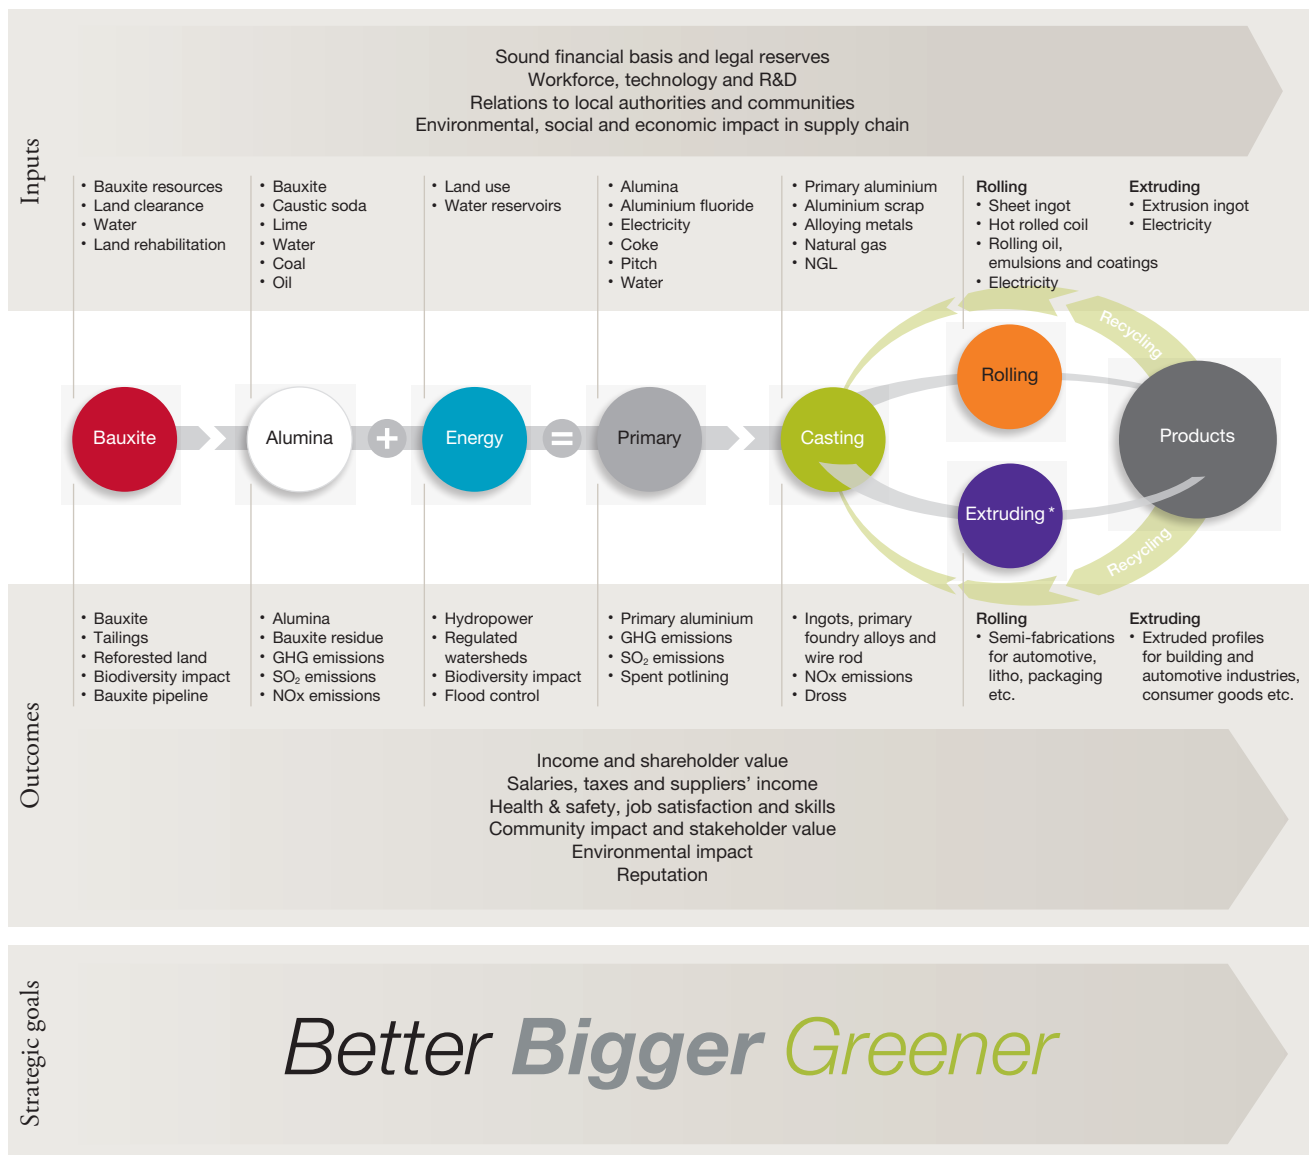 Inputs
Sound financial basis and legal reserves
Workforce, technology and R&D
Relations to local authorities and communities
Environmental, social and economic impact in supply chain
• Bauxite resources
• Land clearance
• Water
• Land rehabilitation
• Bauxite
• Caustic soda
• Lime
• Water
• Coal
• Oil
• Land use
• Water reservoirs
• Alumina
• Aluminium fluoride
• Electricity
• Coke
• Pitch
• Water
• Primary aluminium
• Aluminium scrap
• Alloying metals
• Natural gas
• NGL
Rolling
• Sheet ingot
• Hot rolled coil
• Rolling oil,
emulsions and coatings
• Electricity
Extruding
• Extrusion ingot
• Electricity
Bauxite
Alumina
+
Energy
=
Primary
Casting
Rolling
Extruding *
Products
Recycling
Recycling
Outcomes
• Bauxite
• Tailings
• Reforested land
• Biodiversity impact
• Bauxite pipeline
• Alumina
• Bauxite residue
• GHG emissions
• SO₂ emissions
• NOx emissions
• Hydropower
• Regulated
watersheds
• Biodiversity impact
• Flood control
• Primary aluminium
• GHG emissions
• SO₂ emissions
• Spent potlining
• Ingots, primary
foundry alloys and
wire rod
• NOx emissions
• Dross
Rolling
• Semi-fabrications
for automotive,
litho, packaging
etc.
Extruding
• Extruded profiles
for building and
automotive industries,
consumer goods etc.
Income and shareholder value
Salaries, taxes and suppliers’ income
Health & safety, job satisfaction and skills
Community impact and stakeholder value
Environmental impact
Reputation
Strategic goals
Better Bigger Greener